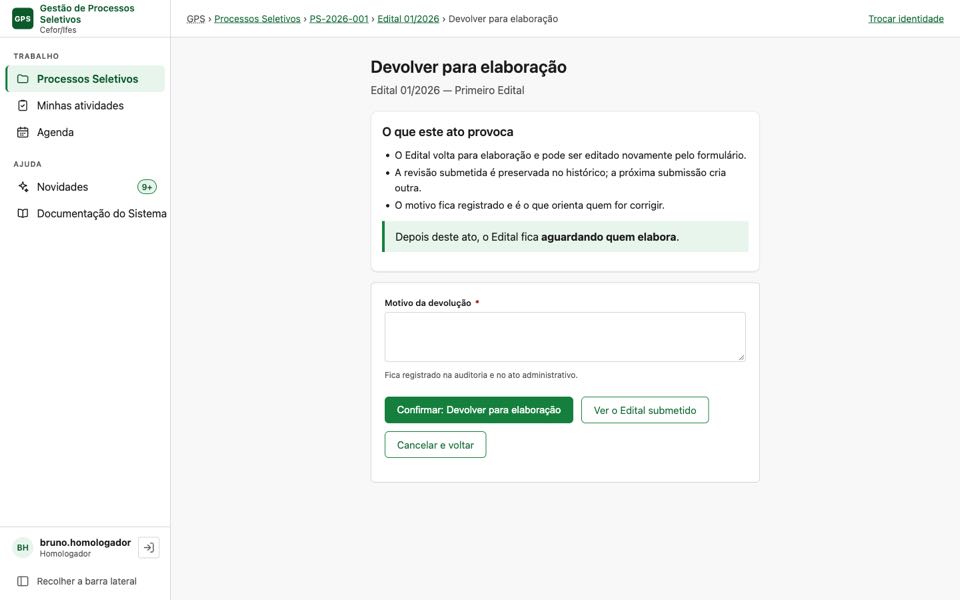 GPS
Gestão de Processos
Seletivos
Cefor/Ifes
GPS › Processos Seletivos › PS-2026-001 › Edital 01/2026 › Devolver para elaboração
Trocar identidade
TRABALHO
Processos Seletivos
Minhas atividades
Agenda
AJUDA
Novidades 9+
Documentação do Sistema
Devolver para elaboração
Edital 01/2026 — Primeiro Edital
O que este ato provoca
• O Edital volta para elaboração e pode ser editado novamente pelo formulário.
• A revisão submetida é preservada no histórico; a próxima submissão cria
outra.
• O motivo fica registrado e é o que orienta quem for corrigir.
Depois deste ato, o Edital fica aguardando quem elabora.
Motivo da devolução *
Fica registrado na auditoria e no ato administrativo.
Confirmar: Devolver para elaboração
Ver o Edital submetido
Cancelar e voltar
BH
bruno.homologador
Homologador
Recolher a barra lateral